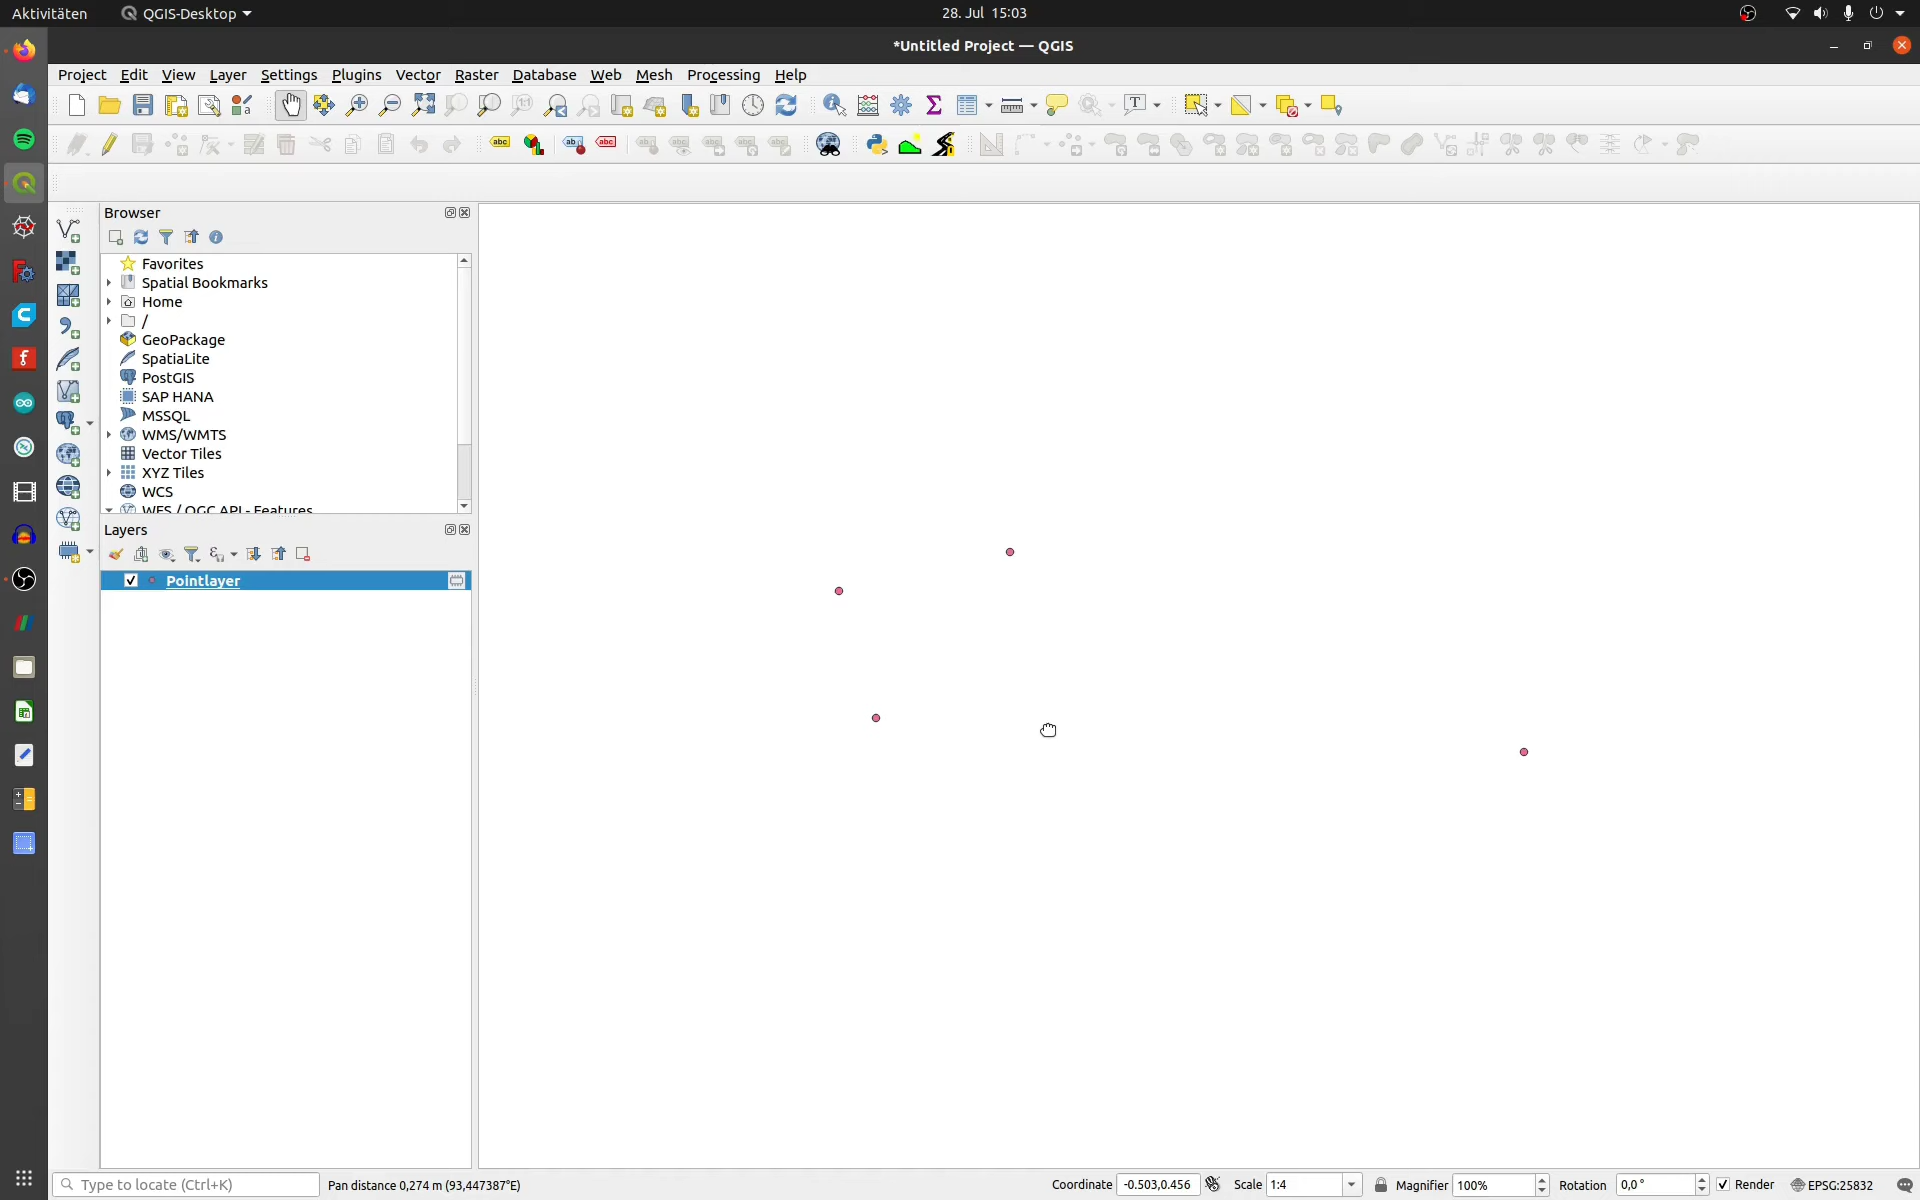 Aktivitäten QGIS-Desktop 28. Jul 15:03
*Untitled Project — QGIS
Project Edit View Layer Settings Plugins Vector Raster Database Web Mesh Processing Help
Browser
Favorites
Spatial Bookmarks
Home
/
GeoPackage
SpatiaLite
PostGIS
SAP HANA
MSSQL
WMS/WMTS
Vector Tiles
XYZ Tiles
WCS
WFS / OGC API - Features
Layers
Pointlayer
Type to locate (Ctrl+K) Pan distance 0,274 m (93,447387°E) Coordinate -0.503,0.456 Scale 1:4 Magnifier 100% Rotation 0,0 ° Render EPSG:25832